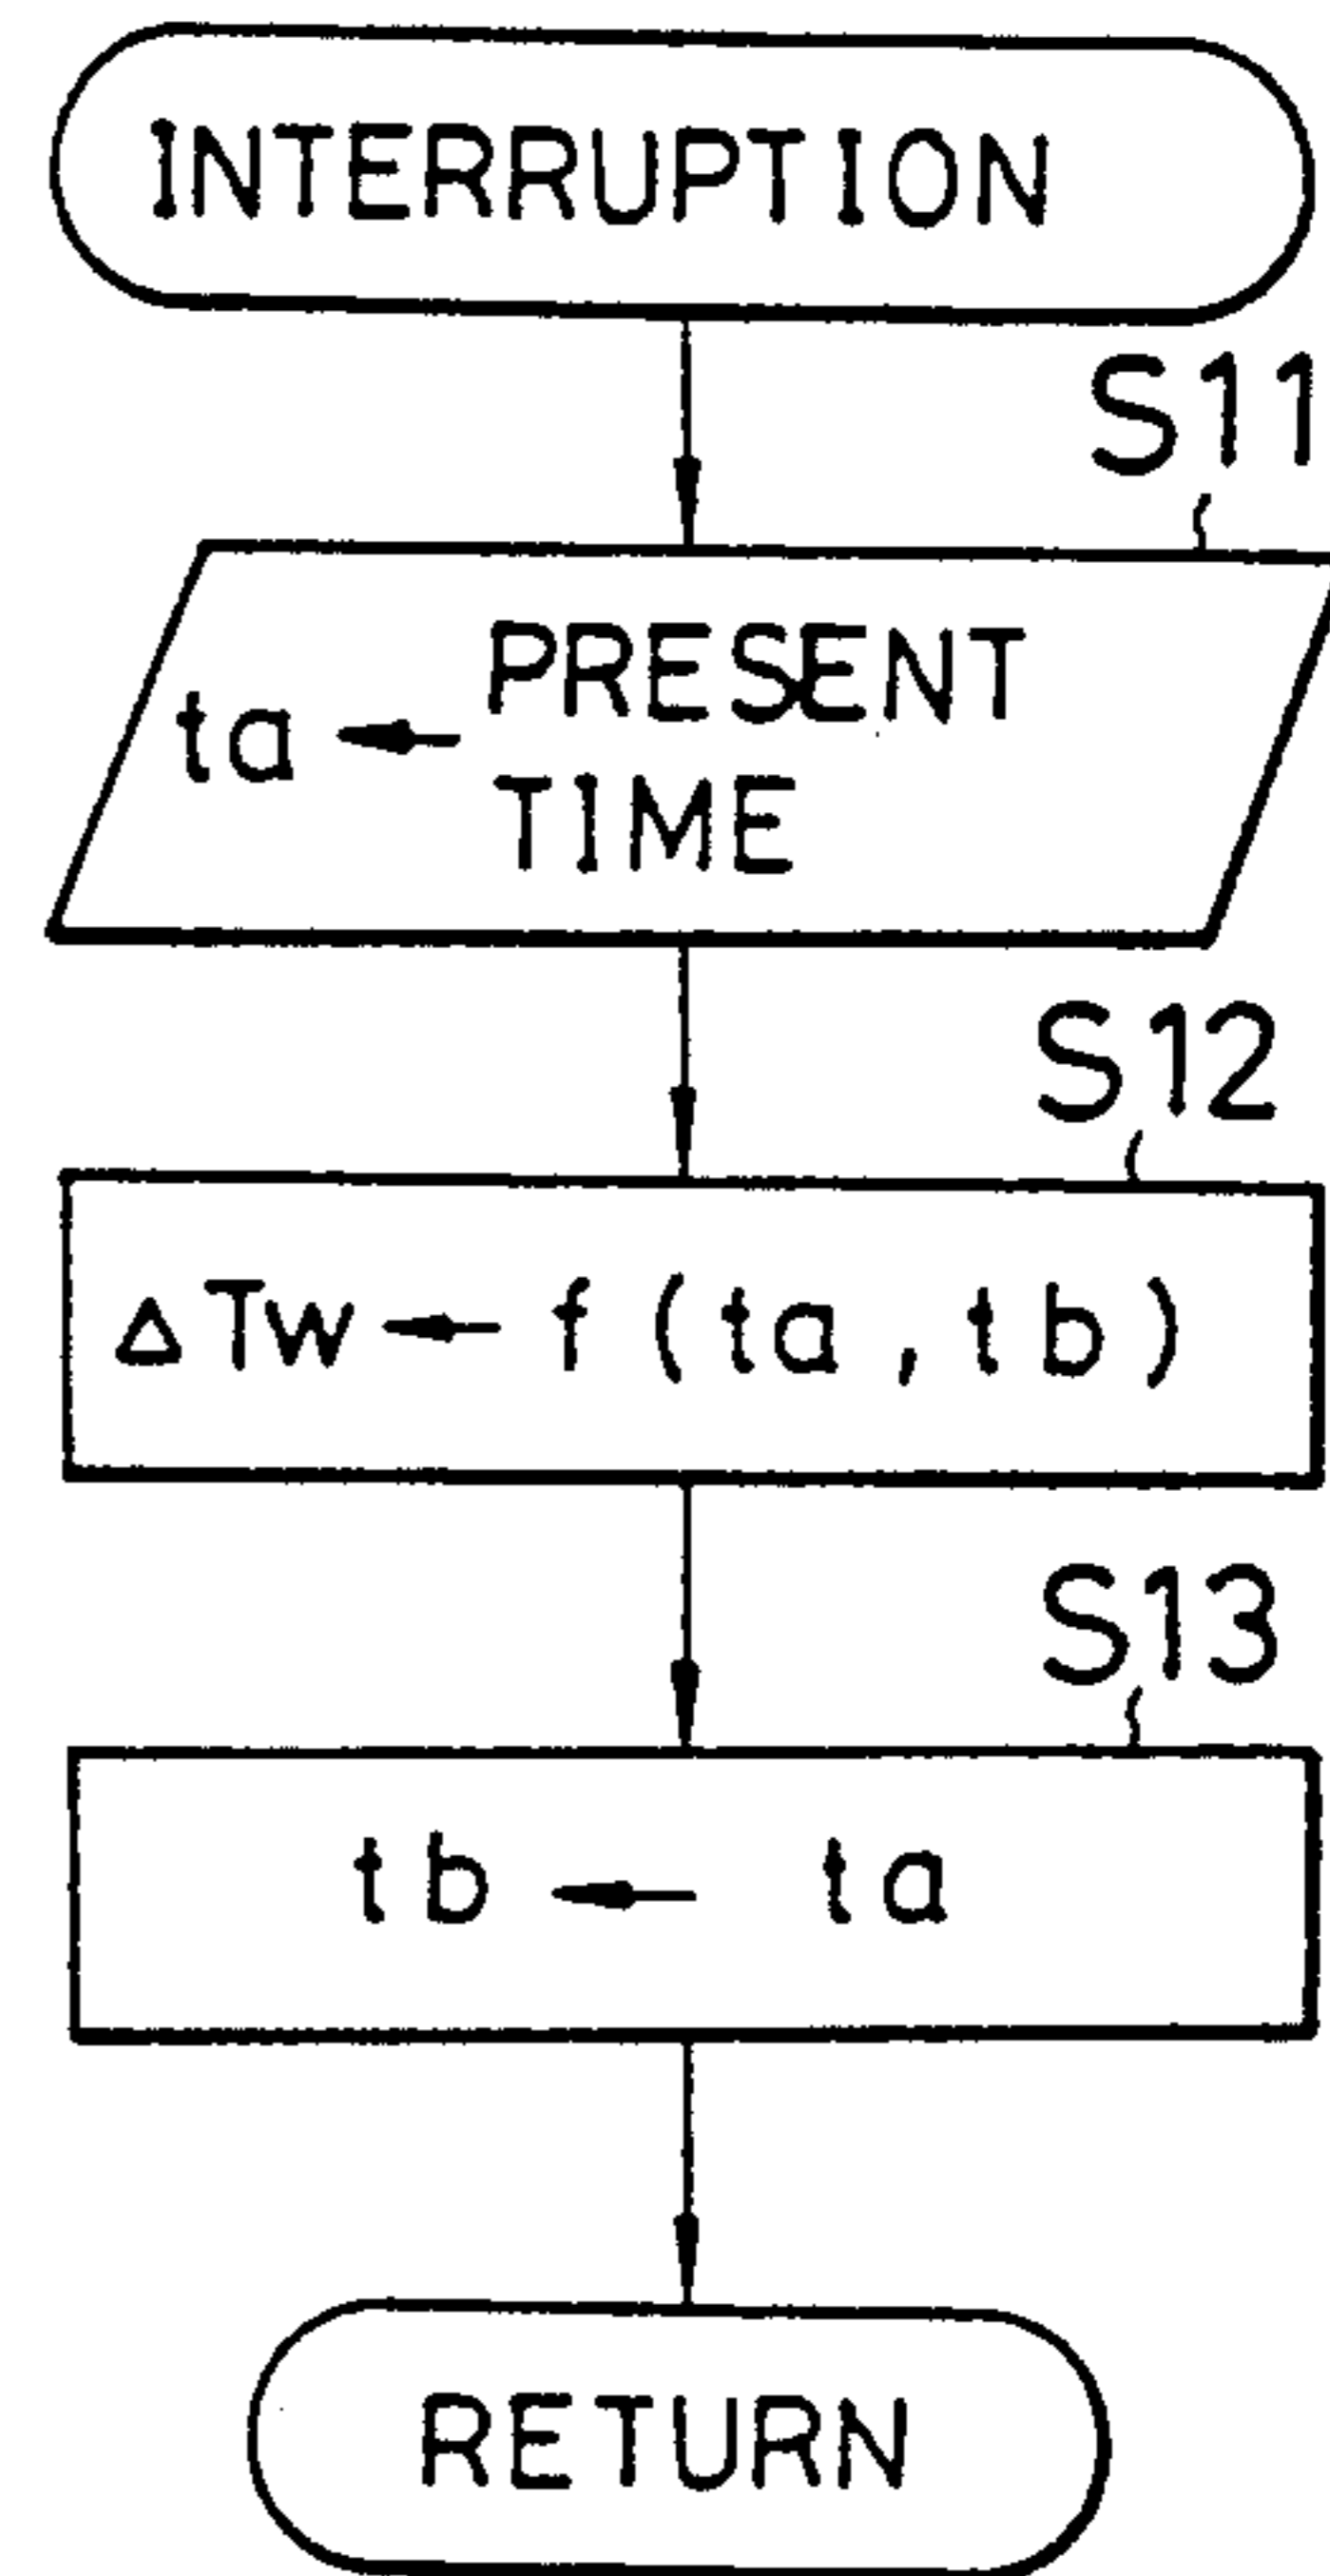 INTERRUPTION
S11
ta ← PRESENT
TIME
S12
ΔTw ← f (ta, tb)
S13
tb ← ta
RETURN